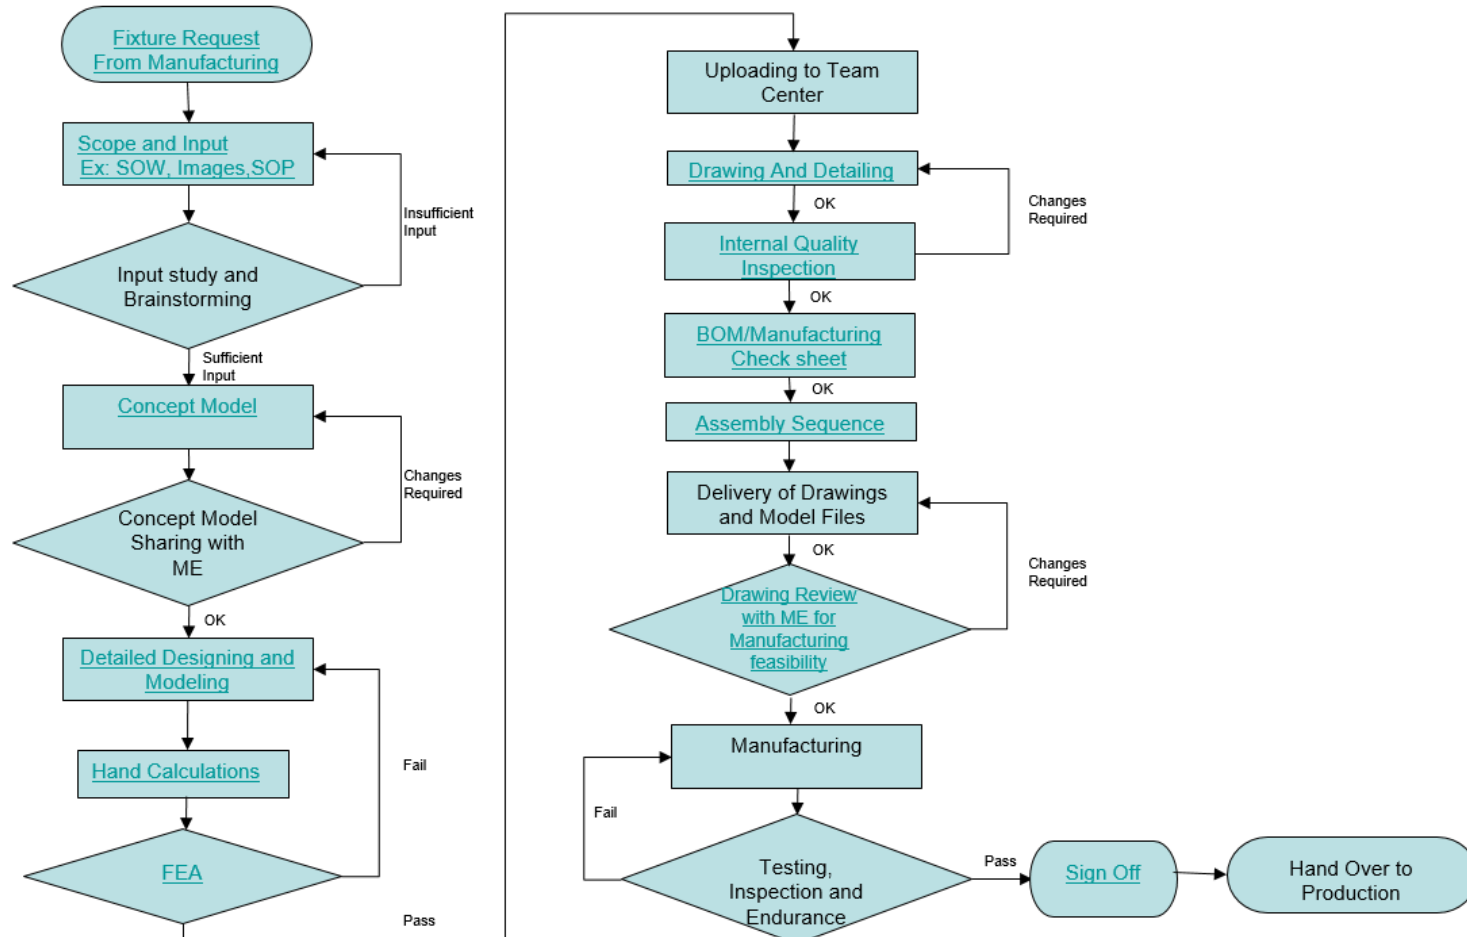 Fixture Request
From Manufacturing
Scope and Input
Ex: SOW, Images,SOP
Insufficient
Input
Input study and
Brainstorming
Sufficient
Input
Concept Model
Changes
Required
Concept Model
Sharing with
ME
OK
Detailed Designing and
Modeling
Hand Calculations
Fail
FEA
Pass
Uploading to Team
Center
Drawing And Detailing
OK
Changes
Required
Internal Quality
Inspection
OK
BOM/Manufacturing
Check sheet
OK
Assembly Sequence
Delivery of Drawings
and Model Files
OK
Changes
Required
Drawing Review
with ME for
Manufacturing
feasibility
OK
Manufacturing
Fail
Testing,
Inspection and
Endurance
Pass
Sign Off
Hand Over to
Production